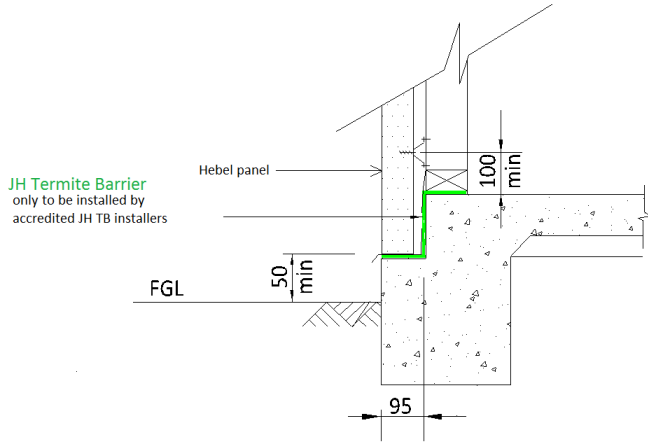 Hebel panel
JH Termite Barrier
only to be installed by
accredited JH TB installers
100
min
50
min
FGL
95